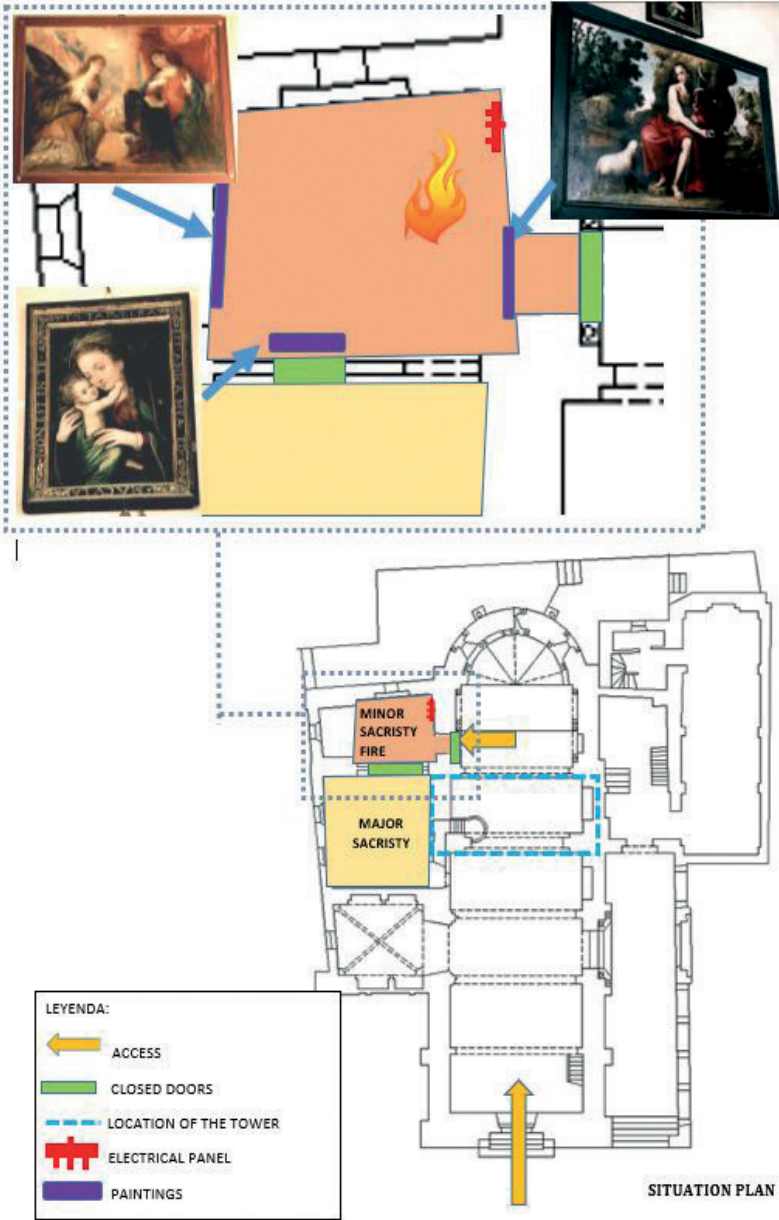 MINOR
SACRISTY
FIRE
MAJOR
SACRISTY
LEYENDA:
ACCESS
CLOSED DOORS
LOCATION OF THE TOWER
ELECTRICAL PANEL
PAINTINGS
SITUATION PLAN